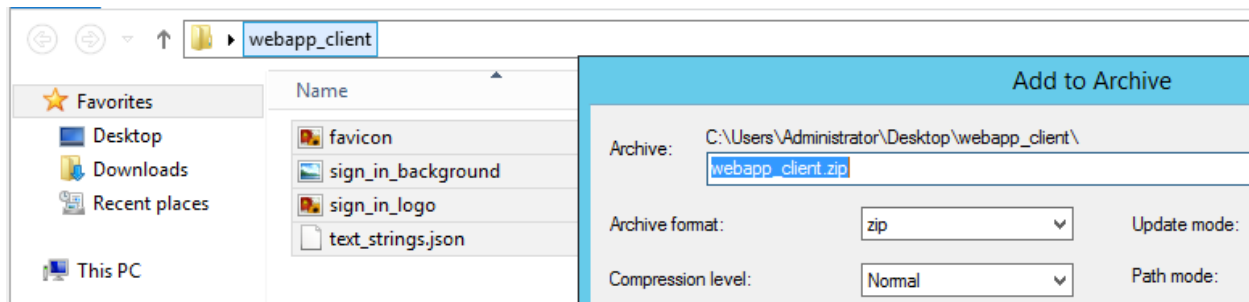 webapp_client
Favorites
Desktop
Downloads
Recent places
This PC
Name
favicon
sign_in_background
sign_in_logo
text_strings.json
Add to Archive
Archive:
C:\Users\Administrator\Desktop\webapp_client\
webapp_client.zip
Archive format:
zip
Update mode:
Compression level:
Normal
Path mode: